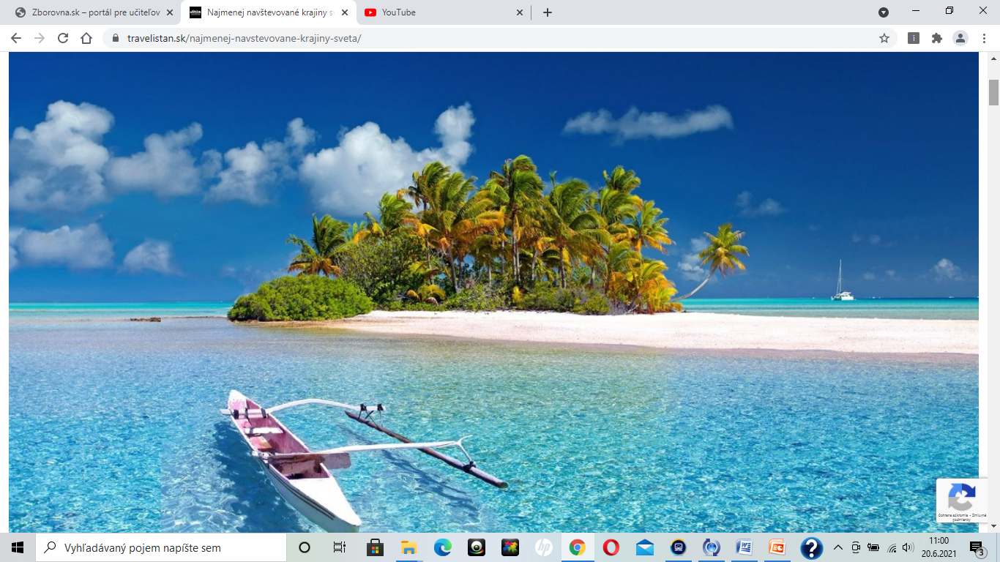 Zborovna.sk – portál pre učiteľov
Najmenej navštevované krajiny s
YouTube
travelistan.sk/najmenej-navstevovane-krajiny-sveta/
Ochrana súkromia - Zmluvné
podmienky
Vyhľadávaný pojem napíšte sem
hp
11:00
20.6.2021
3